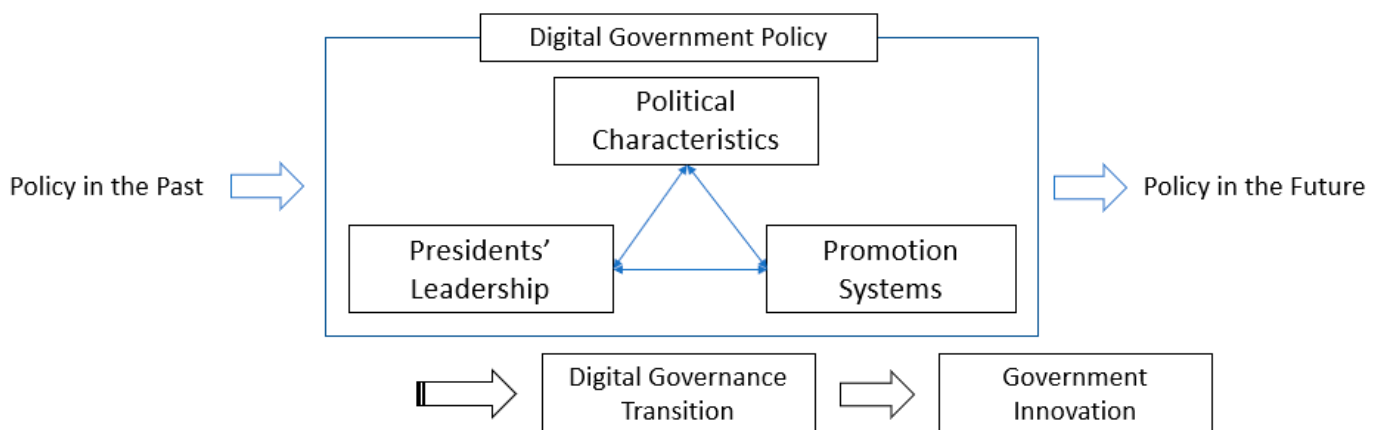 Digital Government Policy
Political
Characteristics
Policy in the Past
Policy in the Future
Presidents’
Leadership
Promotion
Systems
Digital Governance
Transition
Government
Innovation